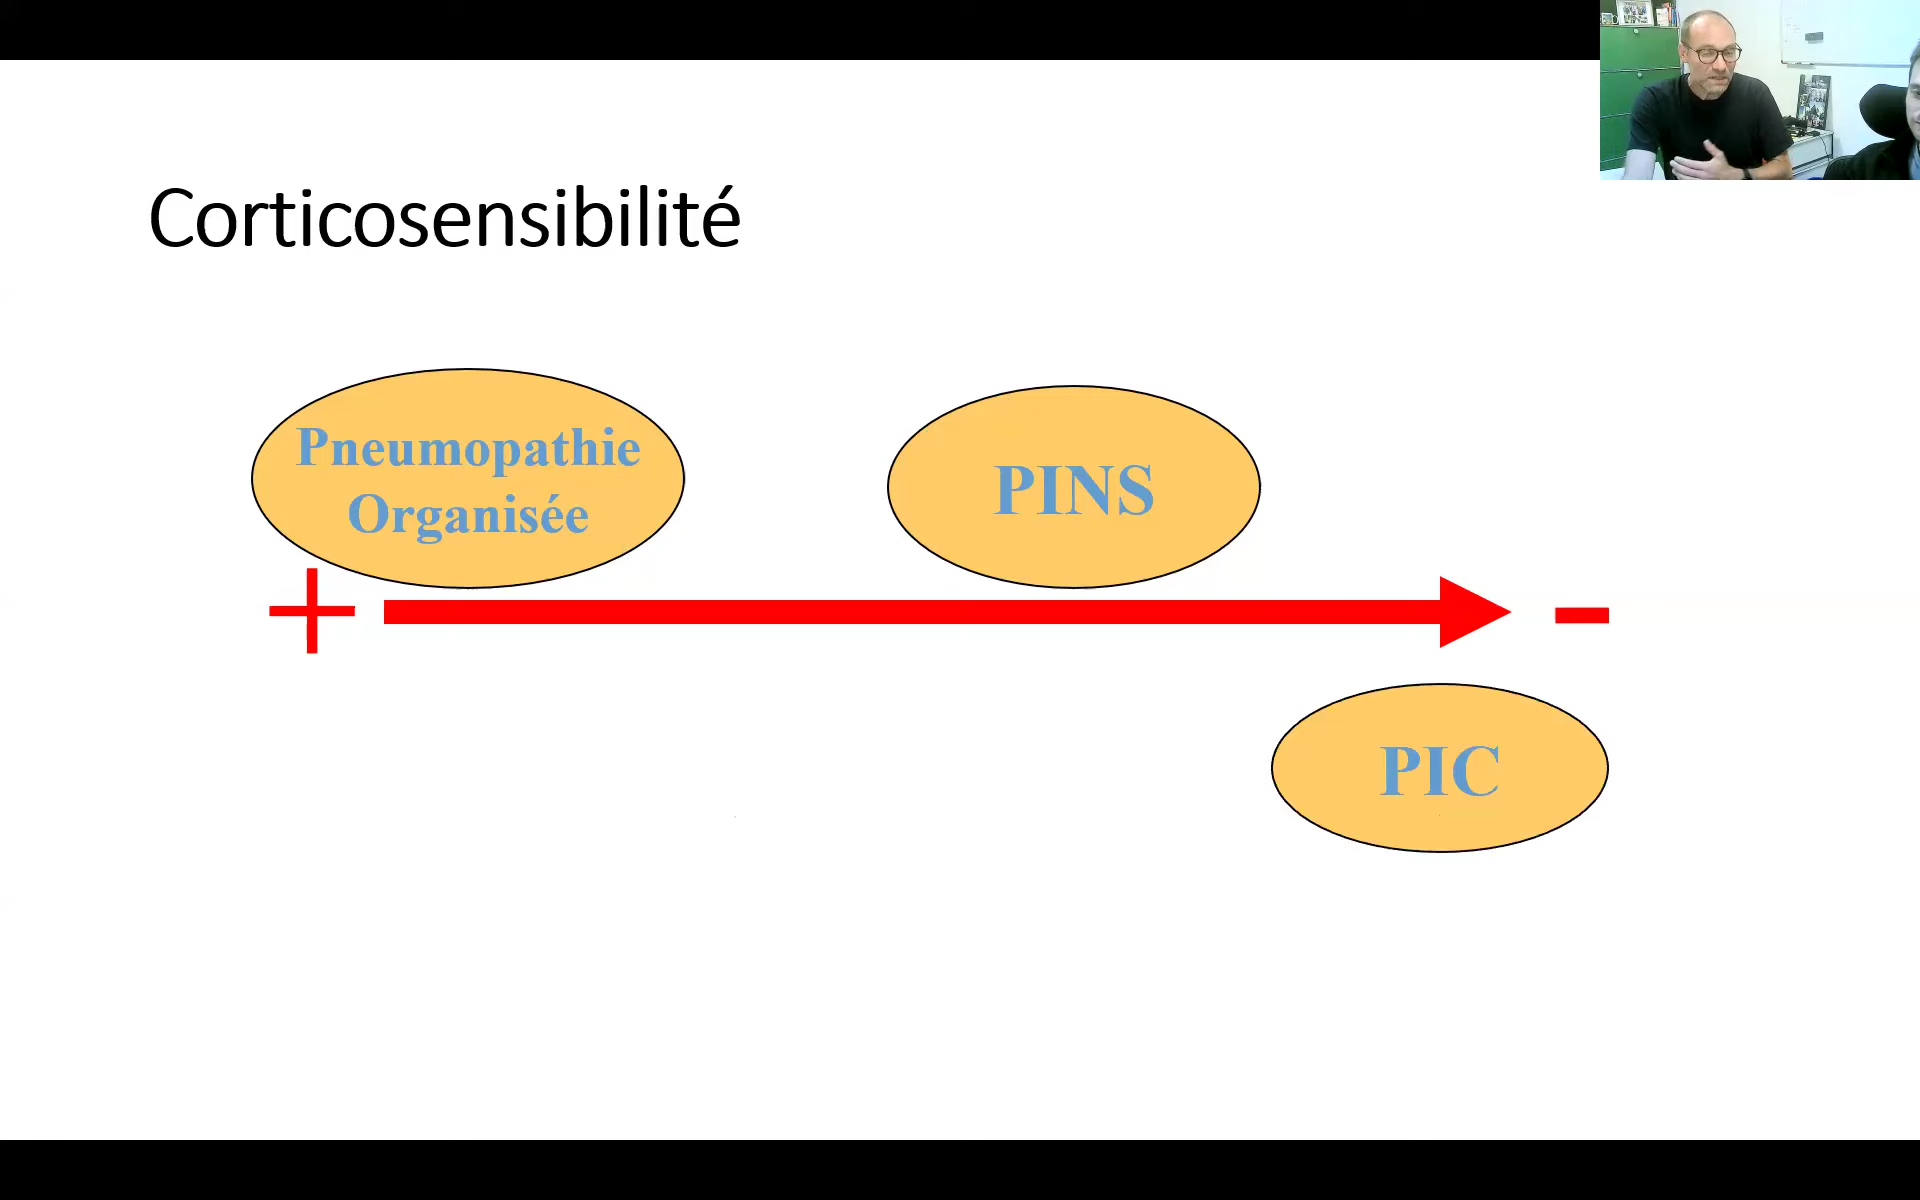 Corticosensibilité
Pneumopathie
Organisée
PINS
+
-
PIC